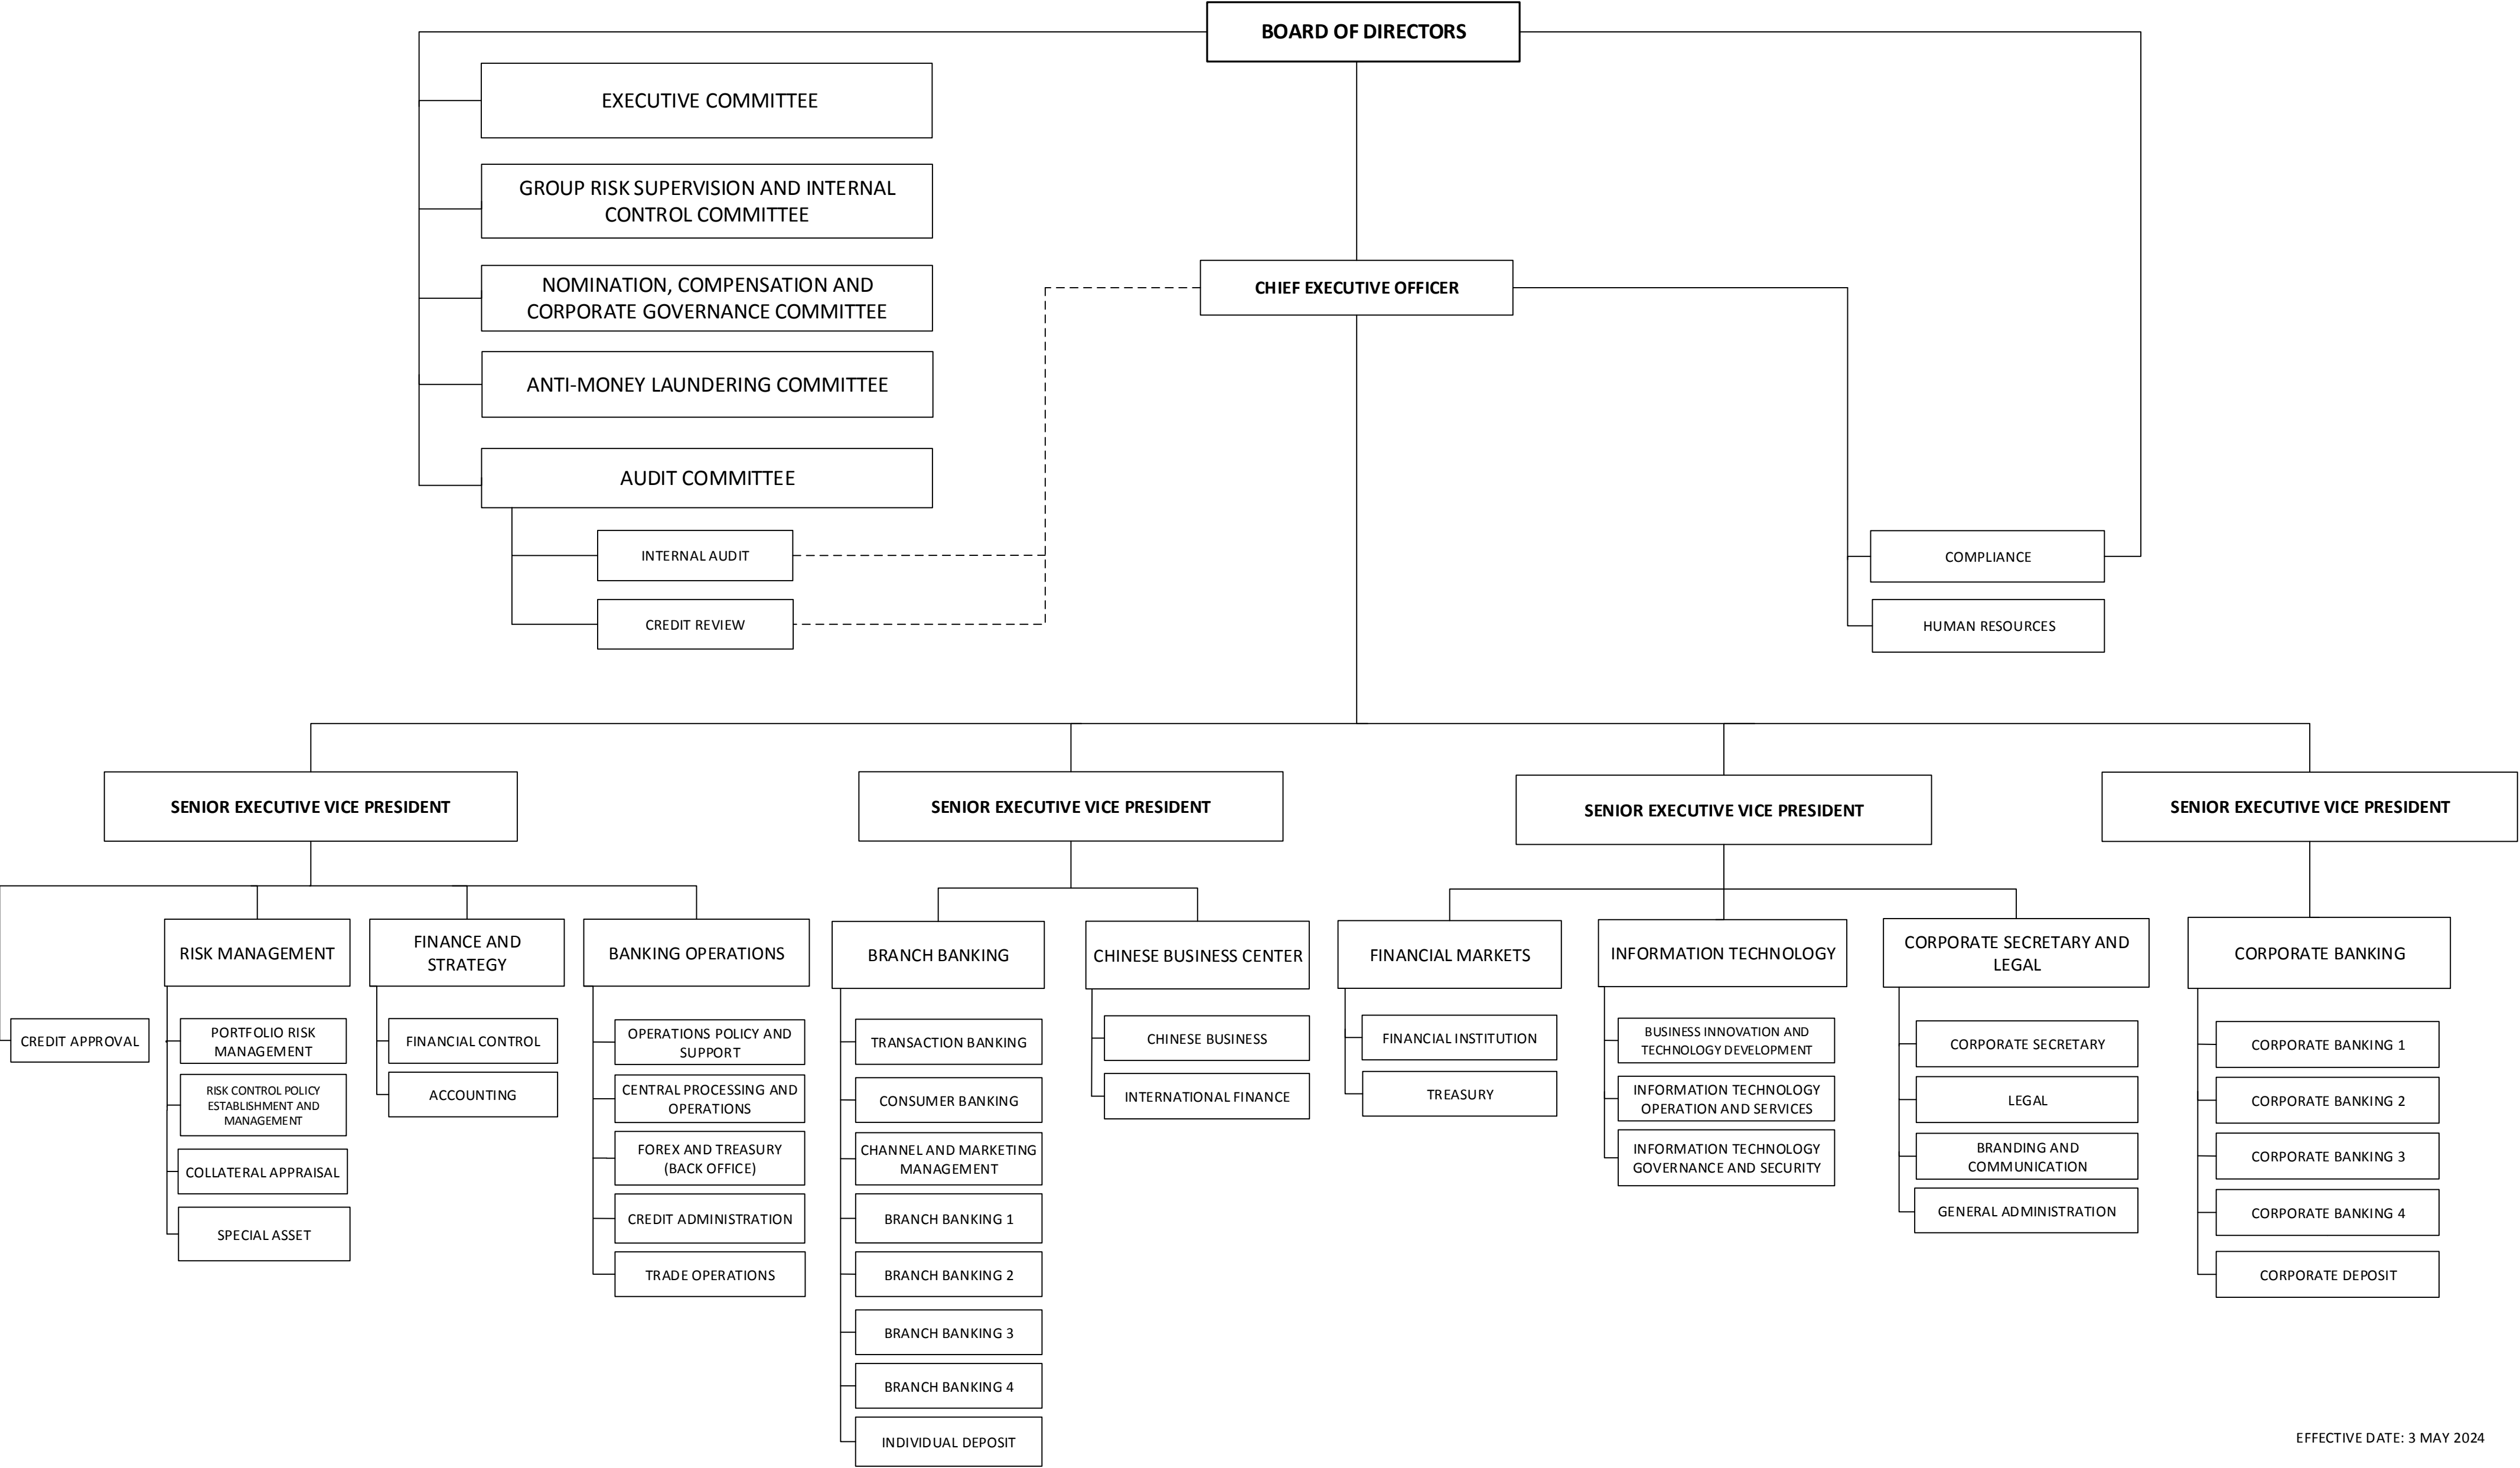 BOARD OF DIRECTORS
EXECUTIVE COMMITTEE
GROUP RISK SUPERVISION AND INTERNAL
CONTROL COMMITTEE
NOMINATION, COMPENSATION AND
CORPORATE GOVERNANCE COMMITTEE
CHIEF EXECUTIVE OFFICER
ANTI-MONEY LAUNDERING COMMITTEE
AUDIT COMMITTEE
INTERNAL AUDIT
CREDIT REVIEW
COMPLIANCE
HUMAN RESOURCES
SENIOR EXECUTIVE VICE PRESIDENT
SENIOR EXECUTIVE VICE PRESIDENT
SENIOR EXECUTIVE VICE PRESIDENT
SENIOR EXECUTIVE VICE PRESIDENT
CREDIT APPROVAL
RISK MANAGEMENT
PORTFOLIO RISK
MANAGEMENT
RISK CONTROL POLICY
ESTABLISHMENT AND
MANAGEMENT
COLLATERAL APPRAISAL
SPECIAL ASSET
FINANCE AND
STRATEGY
FINANCIAL CONTROL
ACCOUNTING
BANKING OPERATIONS
OPERATIONS POLICY AND
SUPPORT
CENTRAL PROCESSING AND
OPERATIONS
FOREX AND TREASURY
(BACK OFFICE)
CREDIT ADMINISTRATION
TRADE OPERATIONS
BRANCH BANKING
TRANSACTION BANKING
CONSUMER BANKING
CHANNEL AND MARKETING
MANAGEMENT
BRANCH BANKING 1
BRANCH BANKING 2
BRANCH BANKING 3
BRANCH BANKING 4
INDIVIDUAL DEPOSIT
CHINESE BUSINESS CENTER
CHINESE BUSINESS
INTERNATIONAL FINANCE
FINANCIAL MARKETS
FINANCIAL INSTITUTION
TREASURY
INFORMATION TECHNOLOGY
BUSINESS INNOVATION AND
TECHNOLOGY DEVELOPMENT
INFORMATION TECHNOLOGY
OPERATION AND SERVICES
INFORMATION TECHNOLOGY
GOVERNANCE AND SECURITY
CORPORATE SECRETARY AND
LEGAL
CORPORATE SECRETARY
LEGAL
BRANDING AND
COMMUNICATION
GENERAL ADMINISTRATION
CORPORATE BANKING
CORPORATE BANKING 1
CORPORATE BANKING 2
CORPORATE BANKING 3
CORPORATE BANKING 4
CORPORATE DEPOSIT
EFFECTIVE DATE: 3 MAY 2024